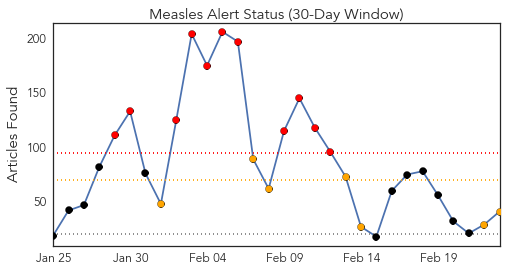 Measles Alert Status (30-Day Window)
Articles Found
200
150
100
50
Jan 25 Jan 30 Feb 04 Feb 09 Feb 14 Feb 19